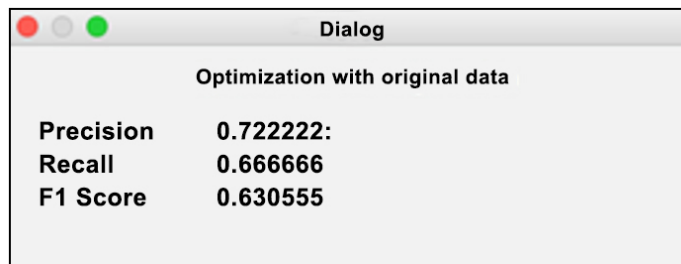 Dialog
Optimization with original data
Precision 0.722222:
Recall 0.666666
F1 Score 0.630555